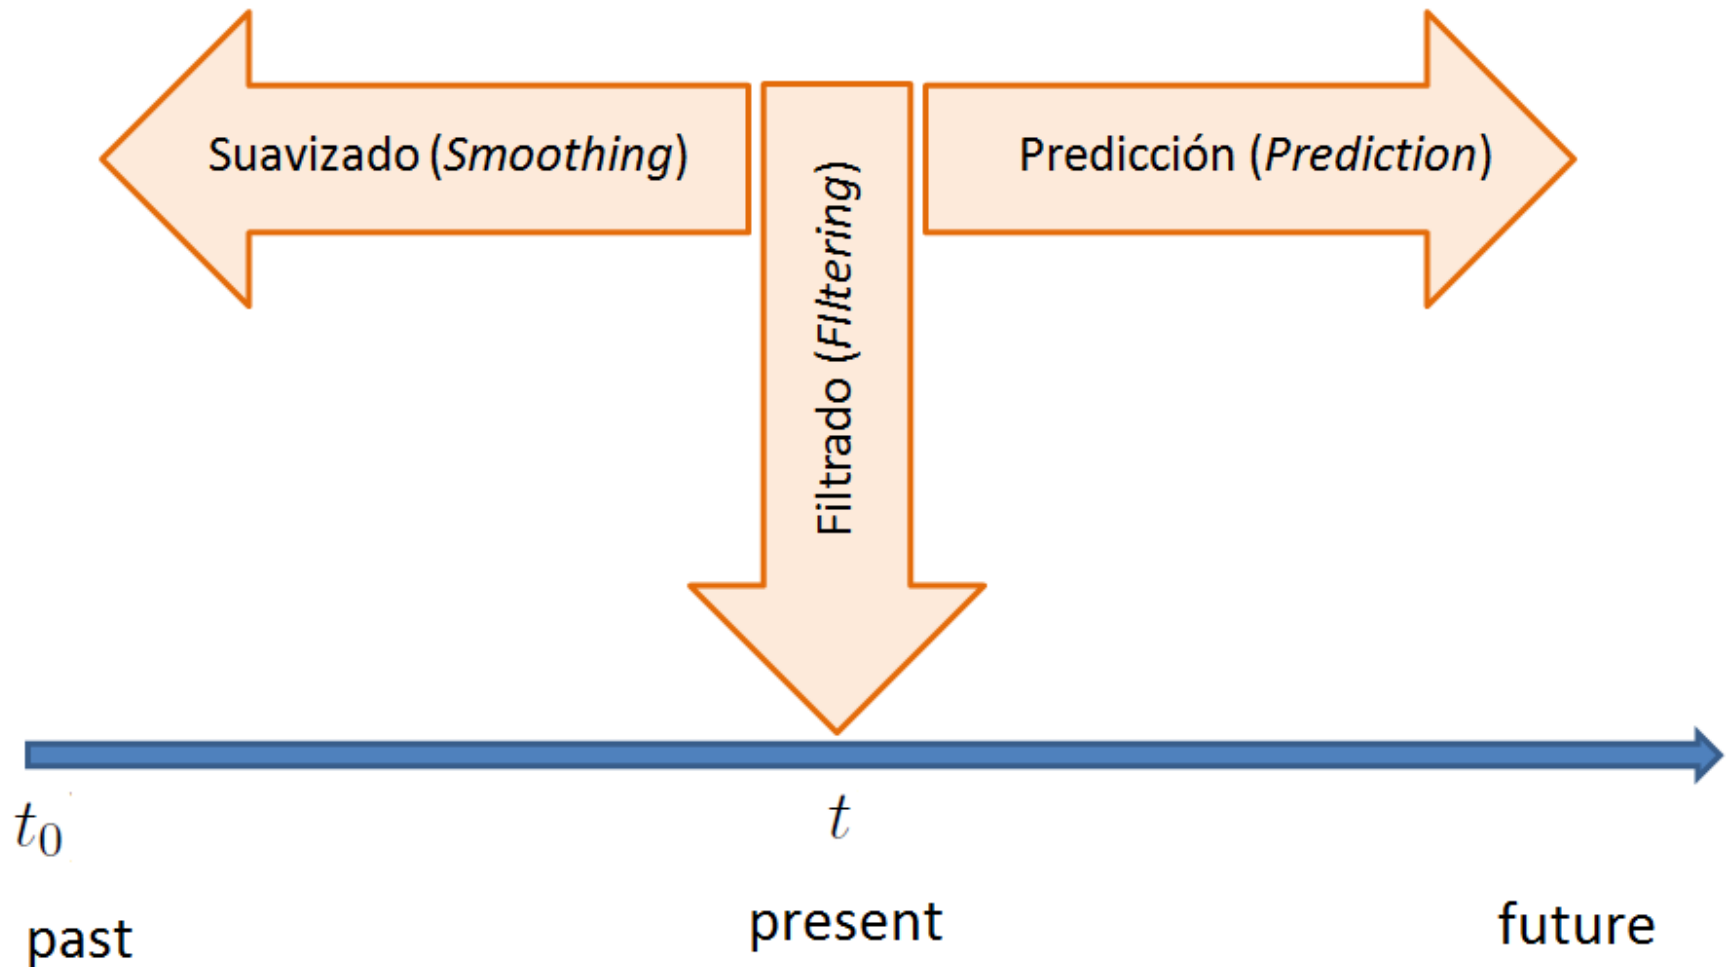 Suavizado (Smoothing)
Filtrado (FIltering)
Predicción (Prediction)
t₀
t
past
present
future